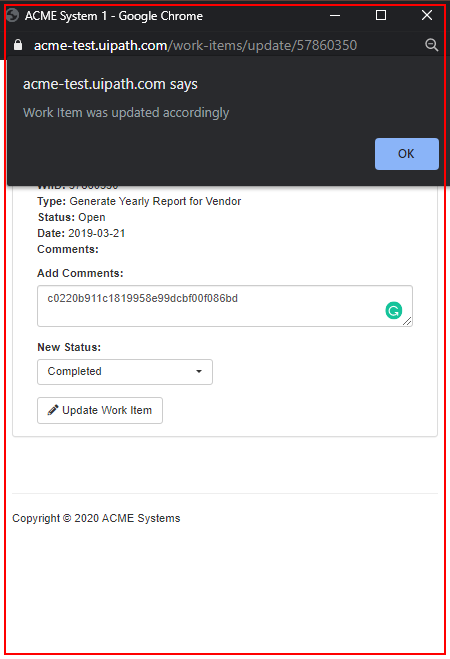 ACME System 1 - Google Chrome
acme-test.uipath.com/work-items/update/57860350
acme-test.uipath.com says
Work Item was updated accordingly
OK
WIID: 57860350
Type: Generate Yearly Report for Vendor
Status: Open
Date: 2019-03-21
Comments:
Add Comments:
c0220b911c1819958e99dcbf00f086bd
New Status:
Completed
Update Work Item
Copyright © 2020 ACME Systems